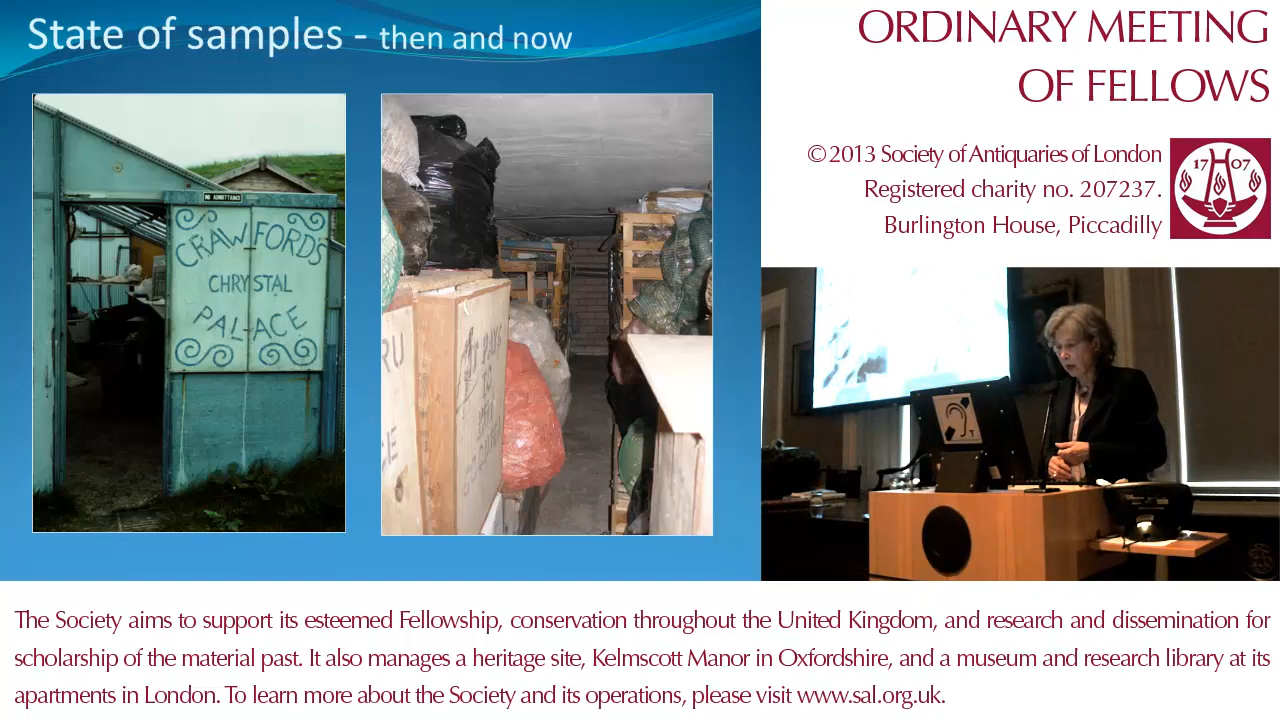 State of samples - then and now
NO ADMITTANCE
CRAWFORDS
CHRYSTAL
PALACE
ORDINARY MEETING
OF FELLOWS
© 2013 Society of Antiquaries of London
Registered charity no. 207237.
Burlington House, Piccadilly
17 07
T
The Society aims to support its esteemed Fellowship, conservation throughout the United Kingdom, and research and dissemination for
scholarship of the material past. It also manages a heritage site, Kelmscott Manor in Oxfordshire, and a museum and research library at its
apartments in London. To learn more about the Society and its operations, please visit www.sal.org.uk.